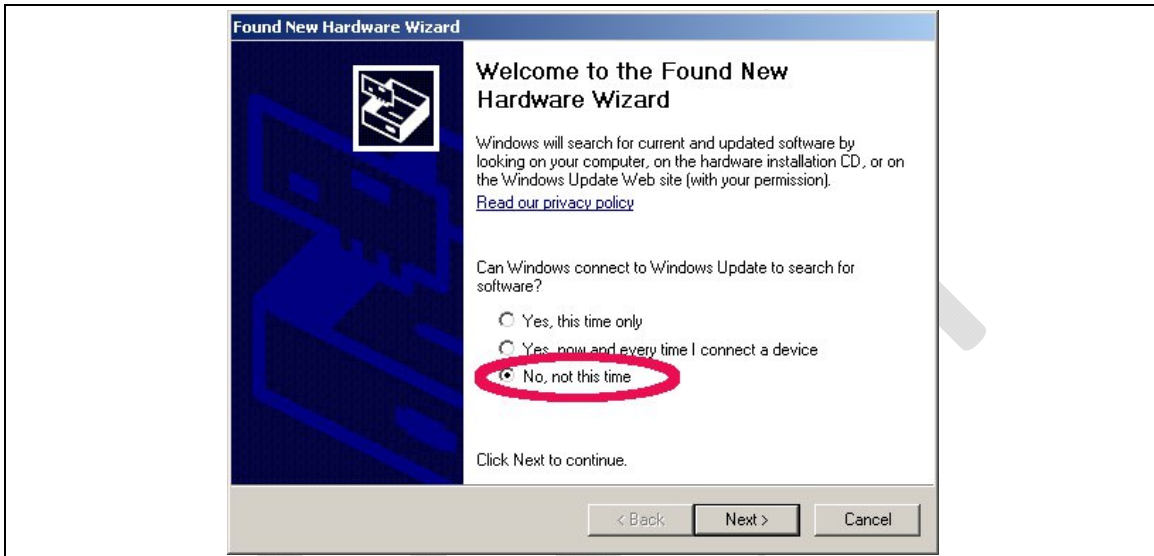 Found New Hardware Wizard
Welcome to the Found New
Hardware Wizard
Windows will search for current and updated software by
looking on your computer, on the hardware installation CD, or on
the Windows Update Web site (with your permission).
Read our privacy policy
Can Windows connect to Windows Update to search for
software?
Yes, this time only
Yes, now and every time I connect a device
No, not this time
Click Next to continue.
< Back
Next >
Cancel